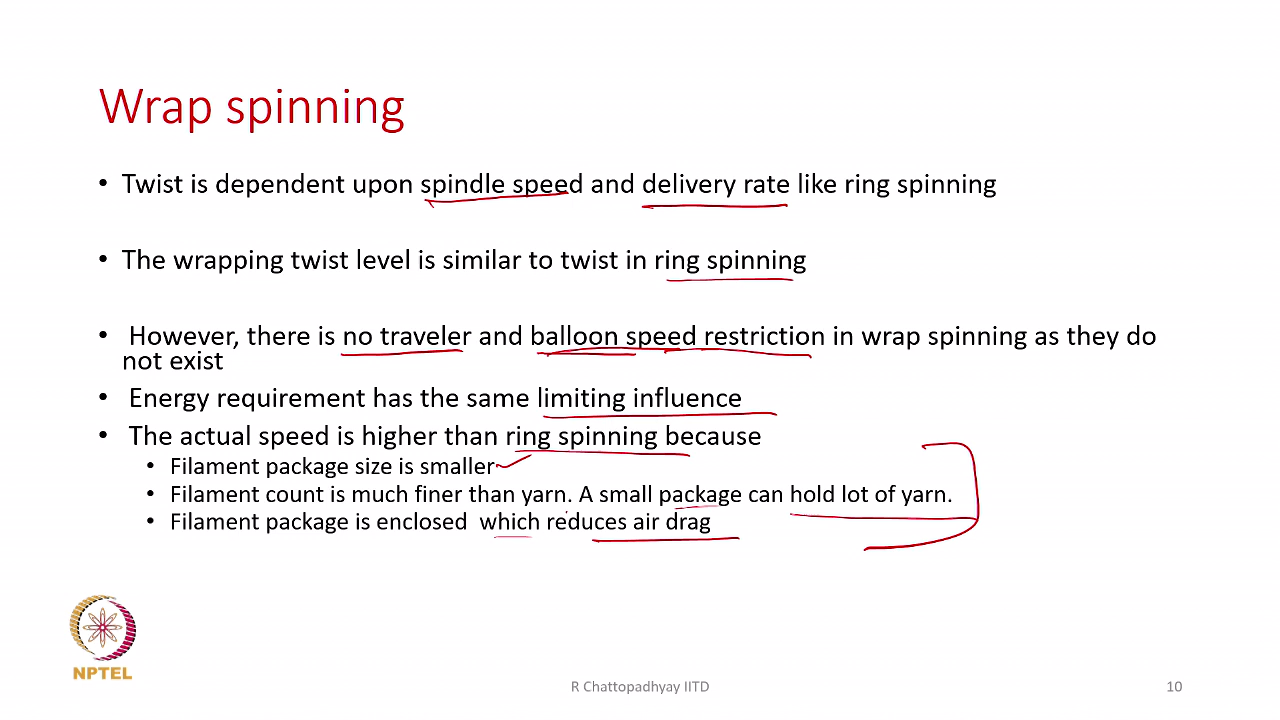 Wrap spinning
• Twist is dependent upon spindle speed and delivery rate like ring spinning
• The wrapping twist level is similar to twist in ring spinning
• However, there is no traveler and balloon speed restriction in wrap spinning as they do
not exist
• Energy requirement has the same limiting influence
• The actual speed is higher than ring spinning because
• Filament package size is smaller
• Filament count is much finer than yarn. A small package can hold lot of yarn.
• Filament package is enclosed which reduces air drag
NPTEL
R Chattopadhyay IITD
10